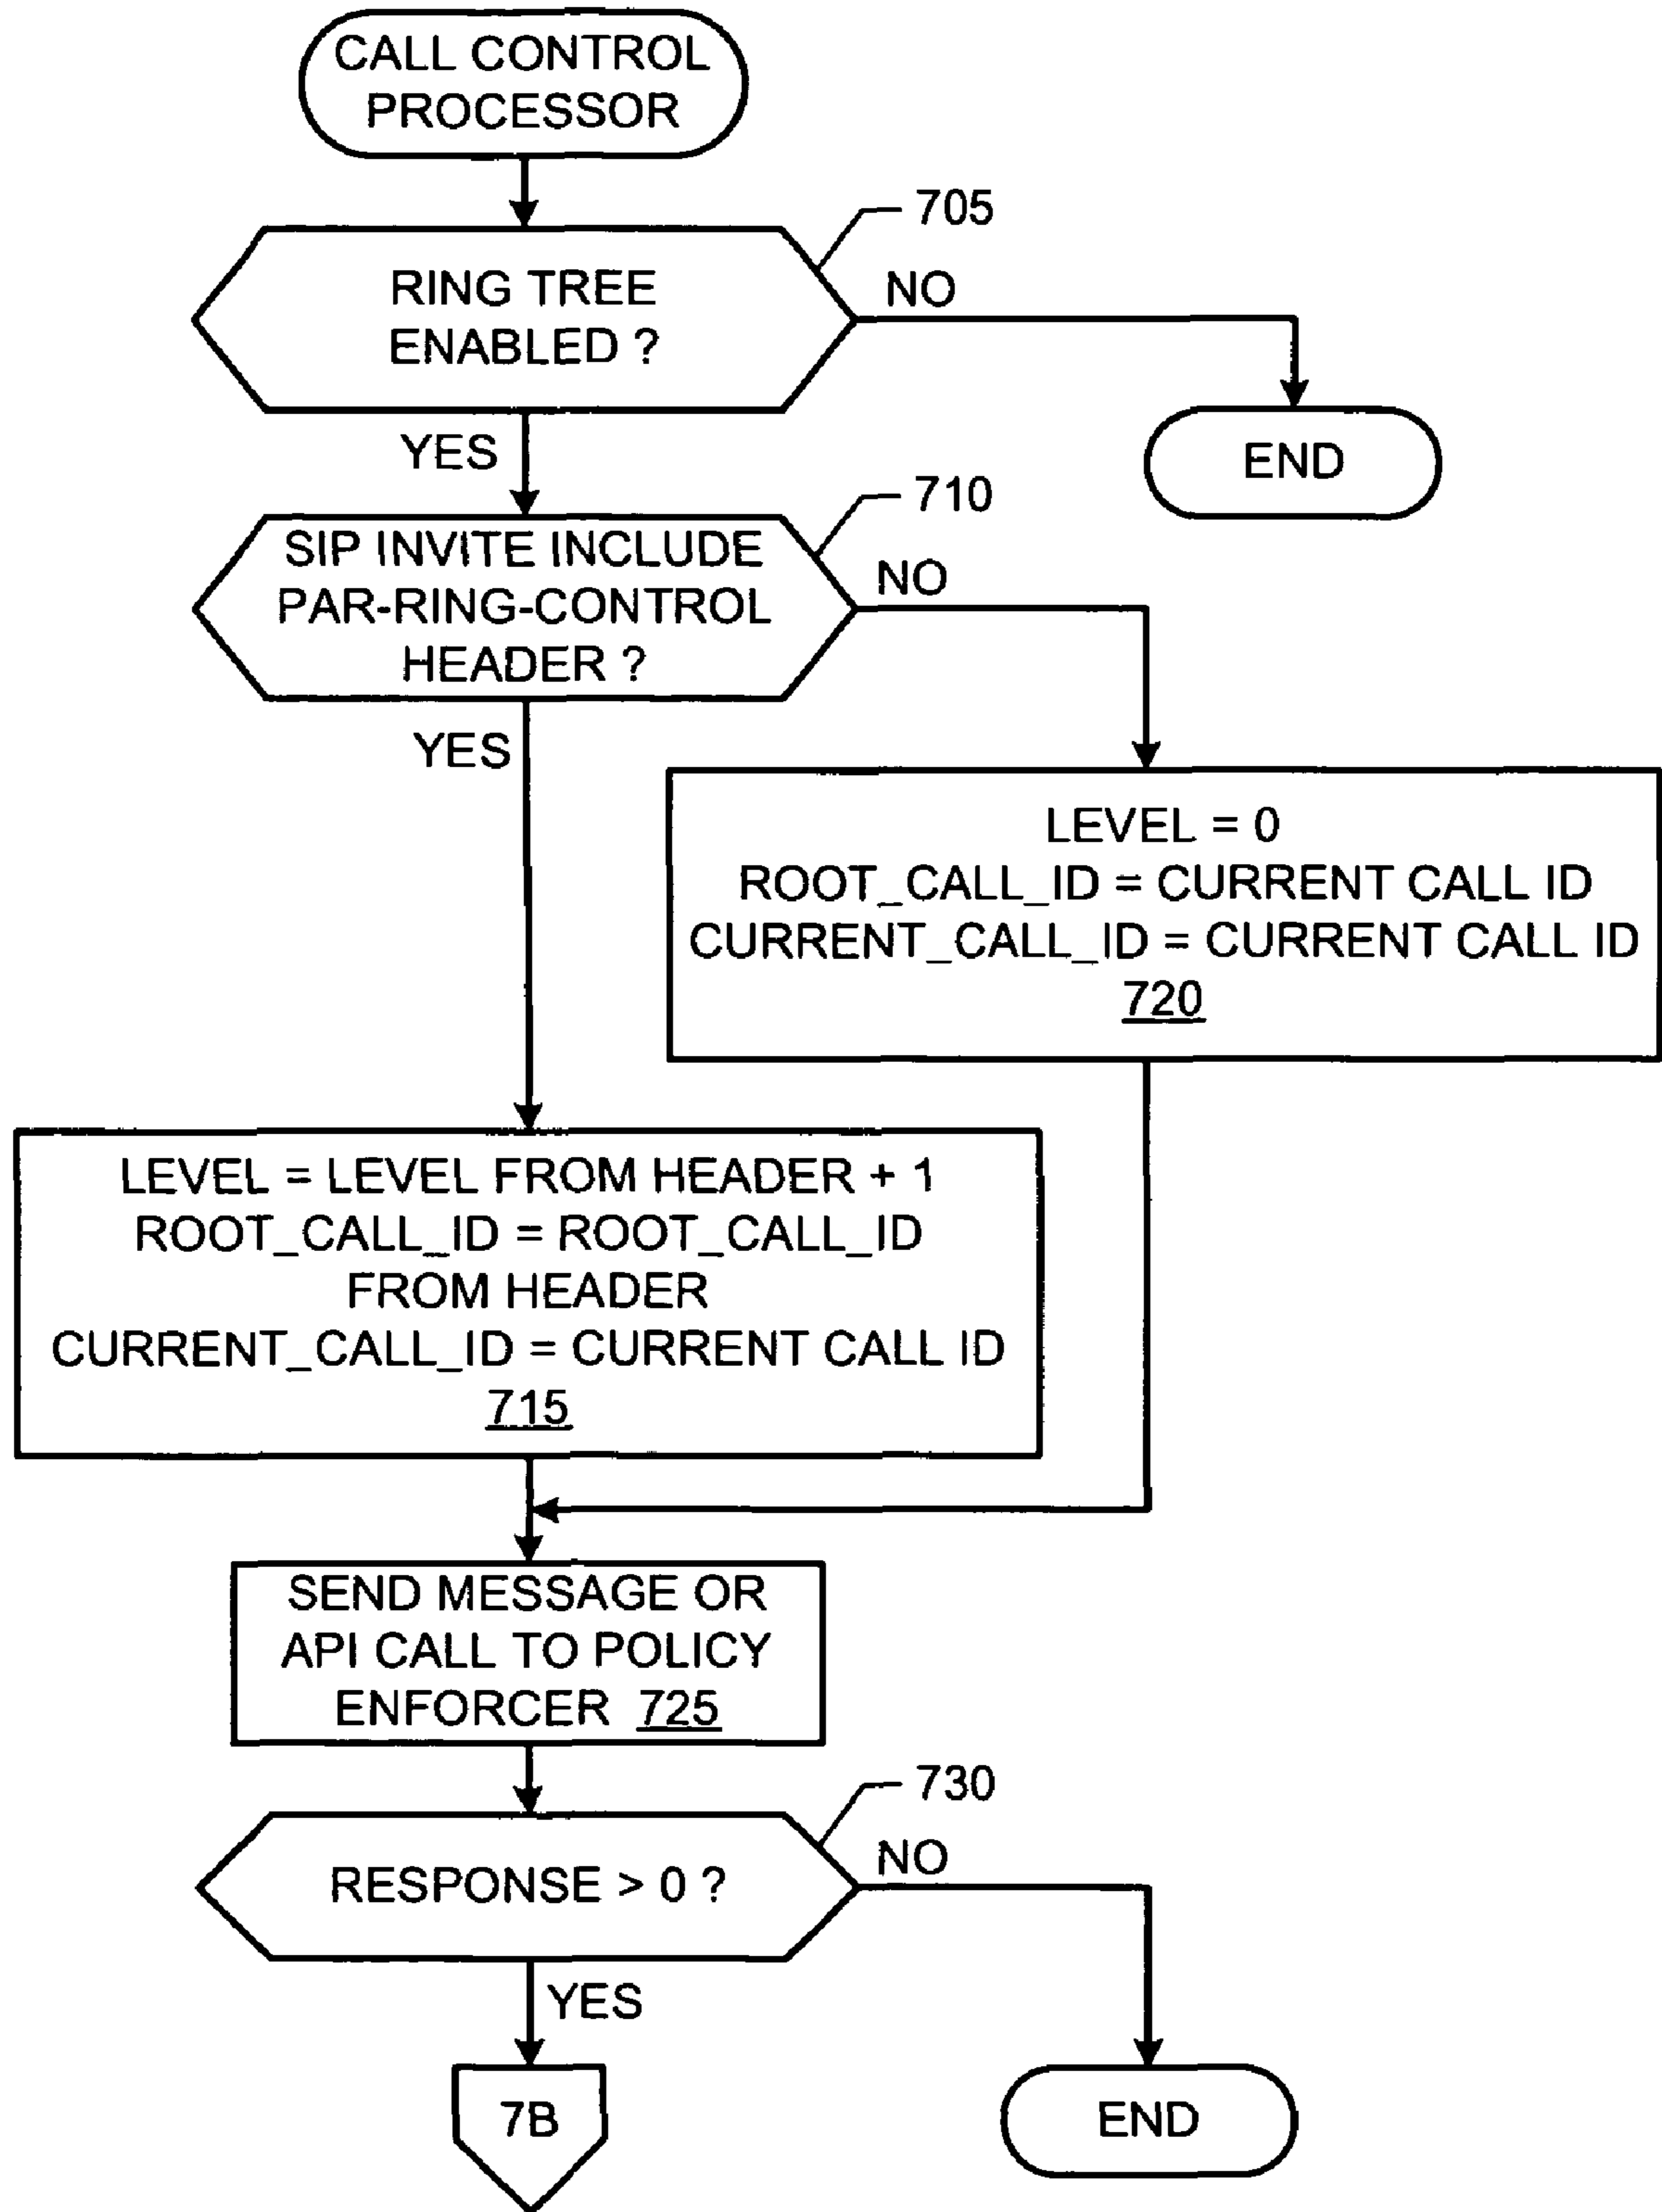 CALL CONTROL
PROCESSOR
705
RING TREE
ENABLED ?
NO
YES
END
710
SIP INVITE INCLUDE
PAR-RING-CONTROL
HEADER ?
NO
YES
LEVEL = 0
ROOT_CALL_ID = CURRENT CALL ID
CURRENT_CALL_ID = CURRENT CALL ID
720
LEVEL = LEVEL FROM HEADER + 1
ROOT_CALL_ID = ROOT_CALL_ID
FROM HEADER
CURRENT_CALL_ID = CURRENT CALL ID
715
SEND MESSAGE OR
API CALL TO POLICY
ENFORCER 725
730
RESPONSE > 0 ?
NO
YES
7B
END